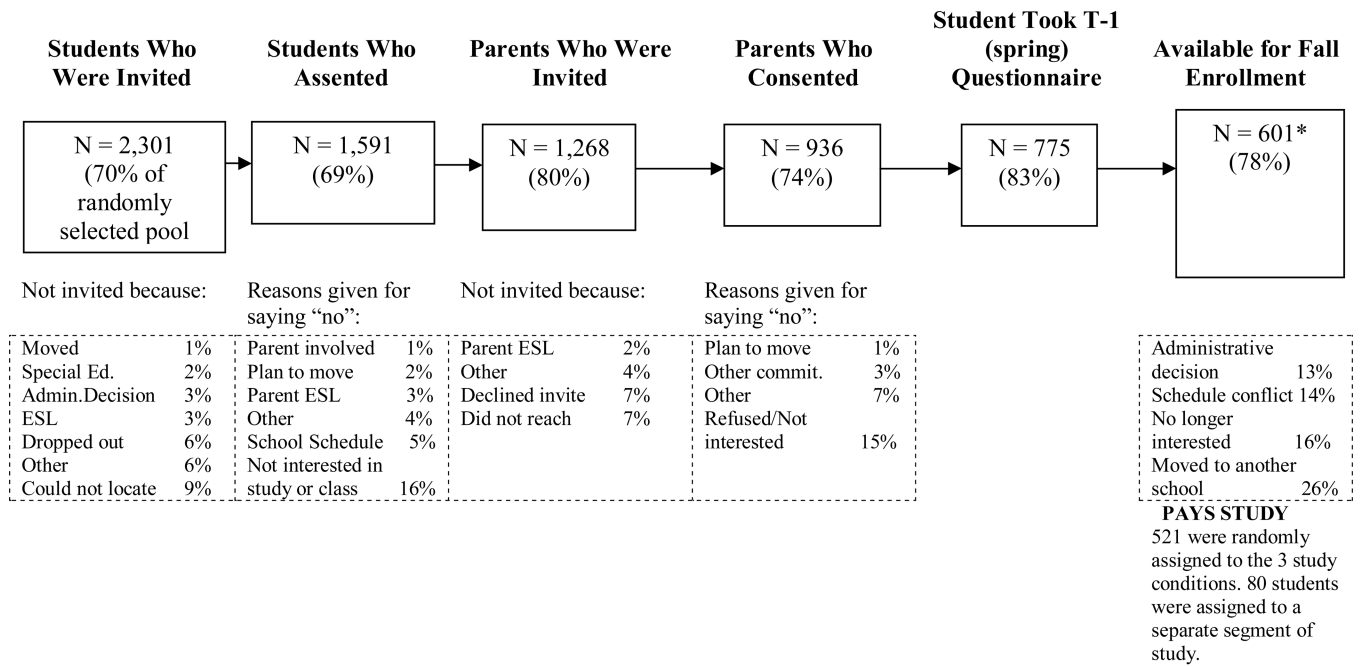 Students Who
Were Invited
Students Who
Assented
Parents Who Were
Invited
Parents Who
Consented
Student Took T-1
(spring)
Questionnaire
Available for Fall
Enrollment
N = 2,301
(70% of
randomly
selected pool
N = 1,591
(69%)
N = 1,268
(80%)
N = 936
(74%)
N = 775
(83%)
N = 601*
(78%)
Not invited because:
Moved 1%
Special Ed. 2%
Admin.Decision 3%
ESL 3%
Dropped out 6%
Other 6%
Could not locate 9%
Reasons given for
saying “no”:
Parent involved 1%
Plan to move 2%
Parent ESL 3%
Other 4%
School Schedule 5%
Not interested in
study or class 16%
Not invited because:
Parent ESL 2%
Other 4%
Declined invite 7%
Did not reach 7%
Reasons given for
saying “no”:
Plan to move 1%
Other commit. 3%
Other 7%
Refused/Not
interested 15%
Administrative
decision 13%
Schedule conflict 14%
No longer
interested 16%
Moved to another
school 26%
PAYS STUDY
521 were randomly
assigned to the 3 study
conditions. 80 students
were assigned to a
separate segment of
study.